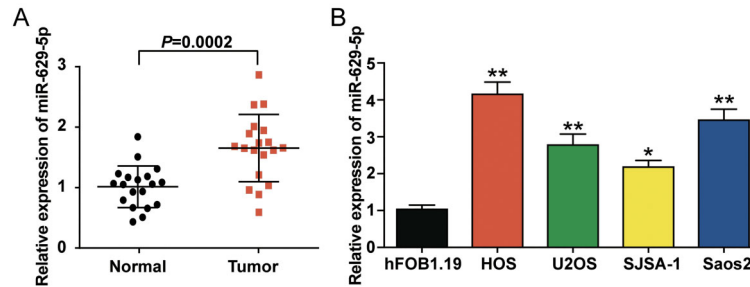 A
P=0.0002
Relative expression of miR-629-5p
3
2
1
0
Normal Tumor
B
Relative expression of miR-629-5p
5
4
3
2
1
0
** ** * **
hFOB1.19 HOS U2OS SJSA-1 Saos2